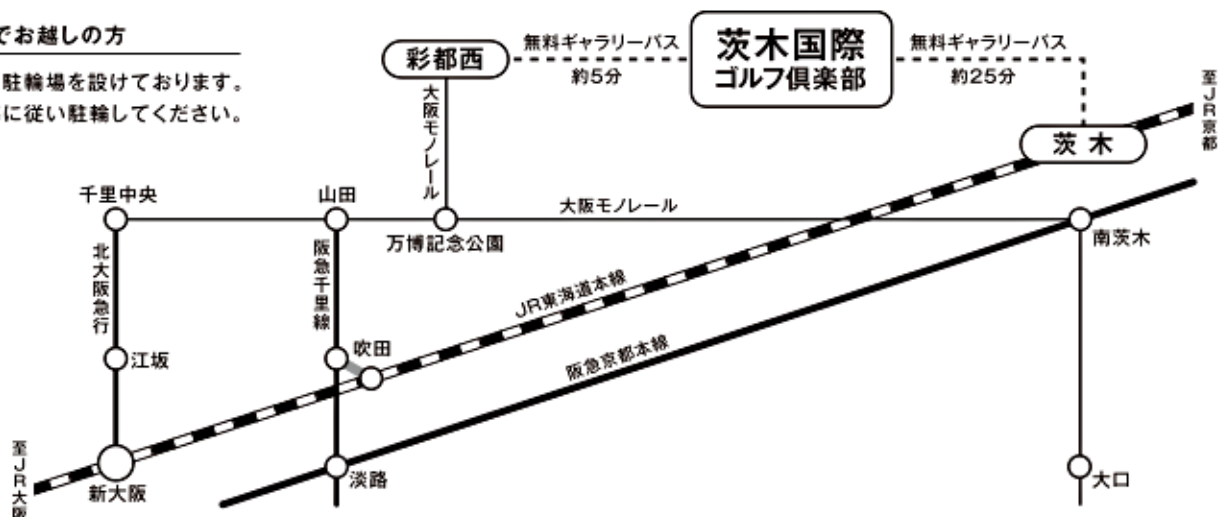 でお越しの方
駐輪場を設けております。
に従い駐輪してください。
彩都西
無料ギャラリーバス
約5分
茨木国際
ゴルフ倶楽部
無料ギャラリーバス
約25分
至JR京都
茨木
大阪モノレール
千里中央
山田
万博記念公園
大阪モノレール
南茨木
北大阪急行
阪急千里線
JR東海道本線
江坂
吹田
阪急京都本線
至JR大阪
新大阪
淡路
大口